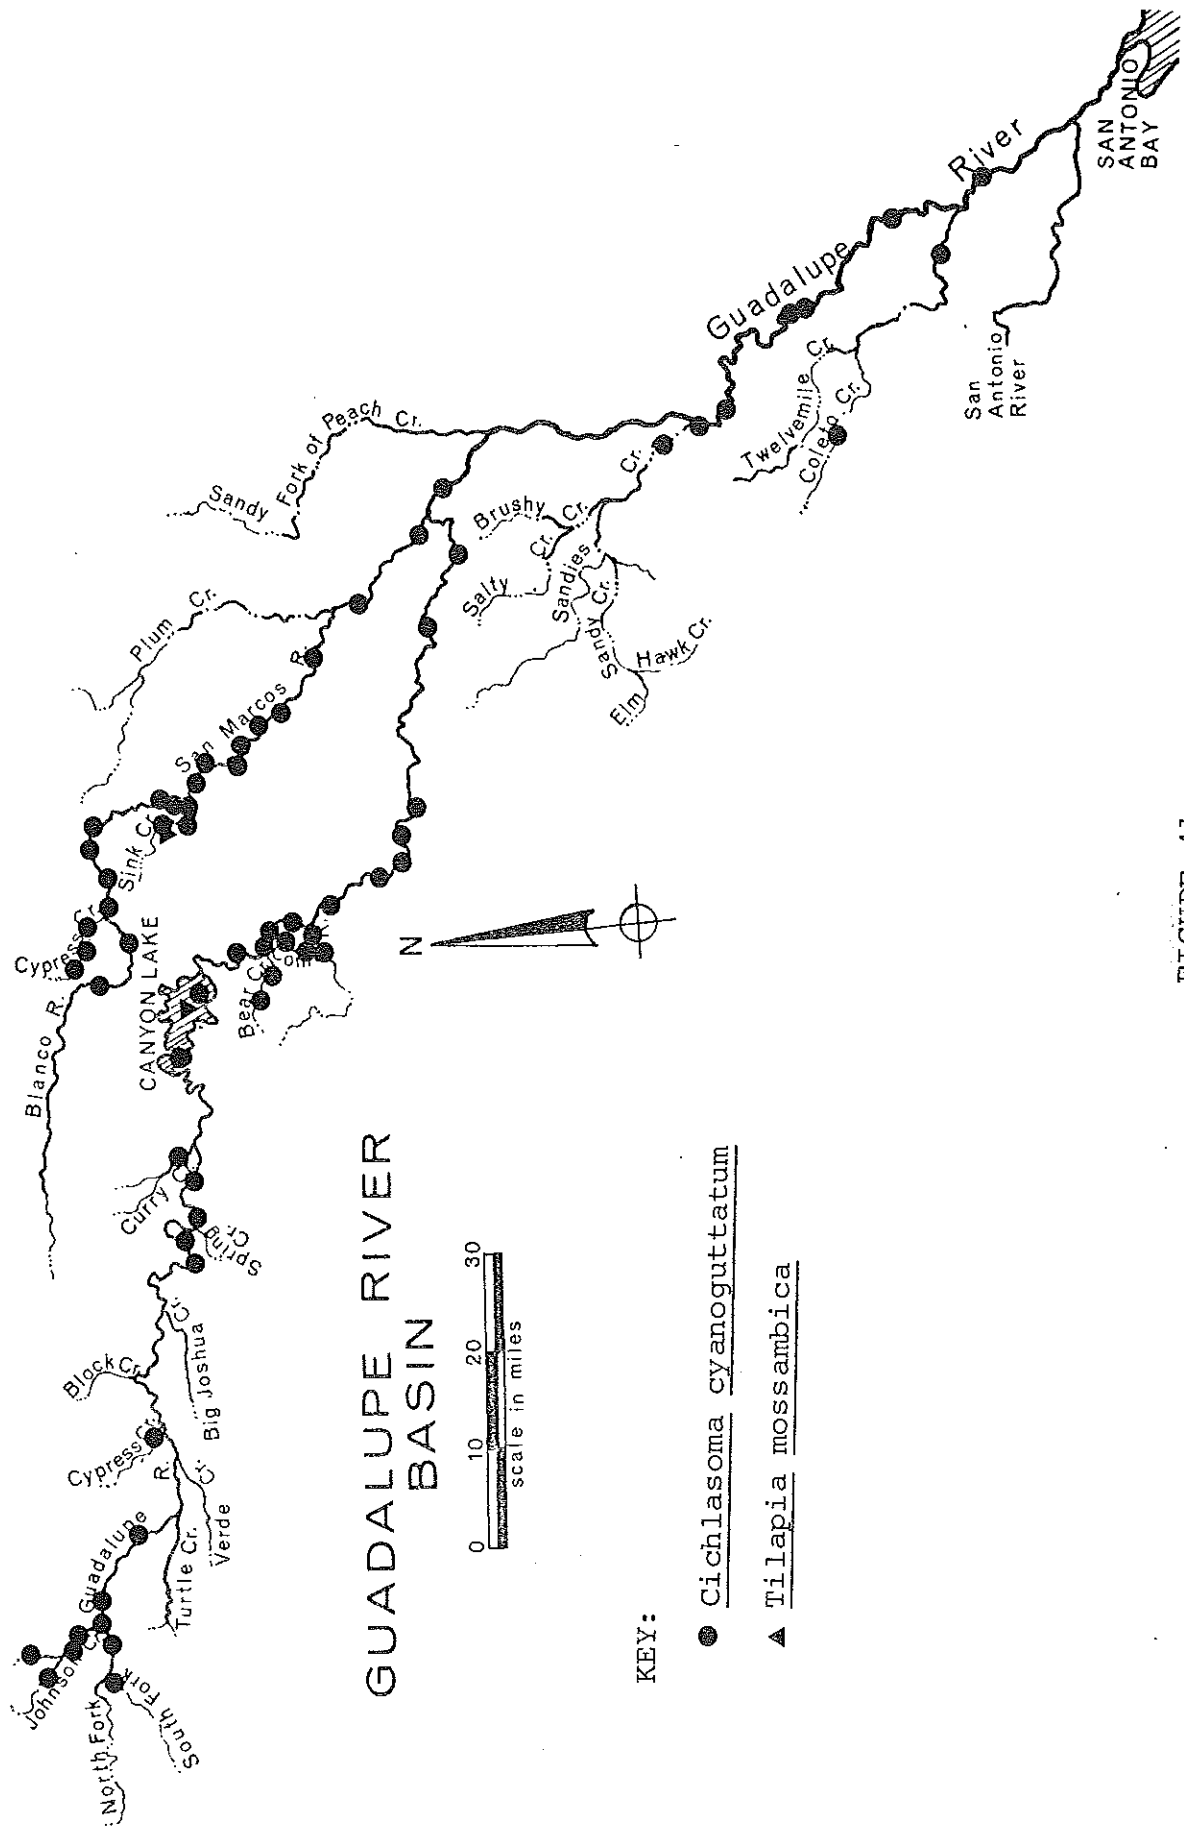 Johnson Cr.
North Fork
South Fork
Guadalupe
R.
Turtle Cr.
Verde Cr.
Cypress Cr.
Block Cr.
Big Joshua Cr.
Spring
Cr.
Curry C
Blanco R.
CANYON LAKE
Cypress Cr.
Sink Cr.
Bear Cr.
San Marcos R.
Plum Cr.
Sandy
Fork of Peach Cr.
Brushy Cr.
Salty Cr.
Sandies Cr.
Sandy Cr.
Elm
Hawk Cr.
Guadalupe River
Twelvemile Cr.
Coleto Cr.
San
Antonio
River
SAN
ANTONIO
BAY
N
GUADALUPE RIVER
BASIN
0 10 20 30
scale in miles
KEY:
Cichlasoma cyanoguttatum
Tilapia mossambica